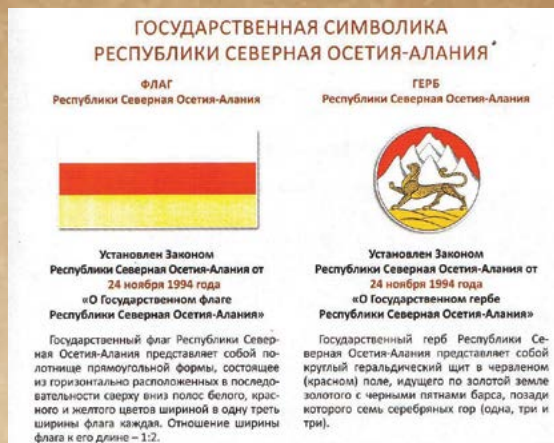 ГОСУДАРСТВЕННАЯ СИМВОЛИКА
РЕСПУБЛИКИ СЕВЕРНАЯ ОСЕТИЯ-АЛАНИЯ
ФЛАГ
Республики Северная Осетия-Алания
Установлен Законом
Республики Северная Осетия-Алания от
24 ноября 1994 года
«О Государственном флаге
Республики Северная Осетия-Алания»
Государственный флаг Республики Север-
ная Осетия-Алания представляет собой по-
лотнище прямоугольной формы, состоящее
из горизонтально расположенных в последо-
вательности сверху вниз полос белого, крас-
ного и желтого цветов шириной в одну треть
ширины флага каждая. Отношение ширины
флага к его длине – 1:2.
ГЕРБ
Республики Северная Осетия-Алания
Установлен Законом
Республики Северная Осетия-Алания от
24 ноября 1994 года
«О Государственном гербе
Республики Северная Осетия-Алания»
Государственный герб Республики Се-
верная Осетия-Алания представляет собой
круглый геральдический щит в червленом
(красном) поле, идущего по золотой земле
золотого с черными пятнами барса, позади
которого семь серебряных гор (одна, три и
три).